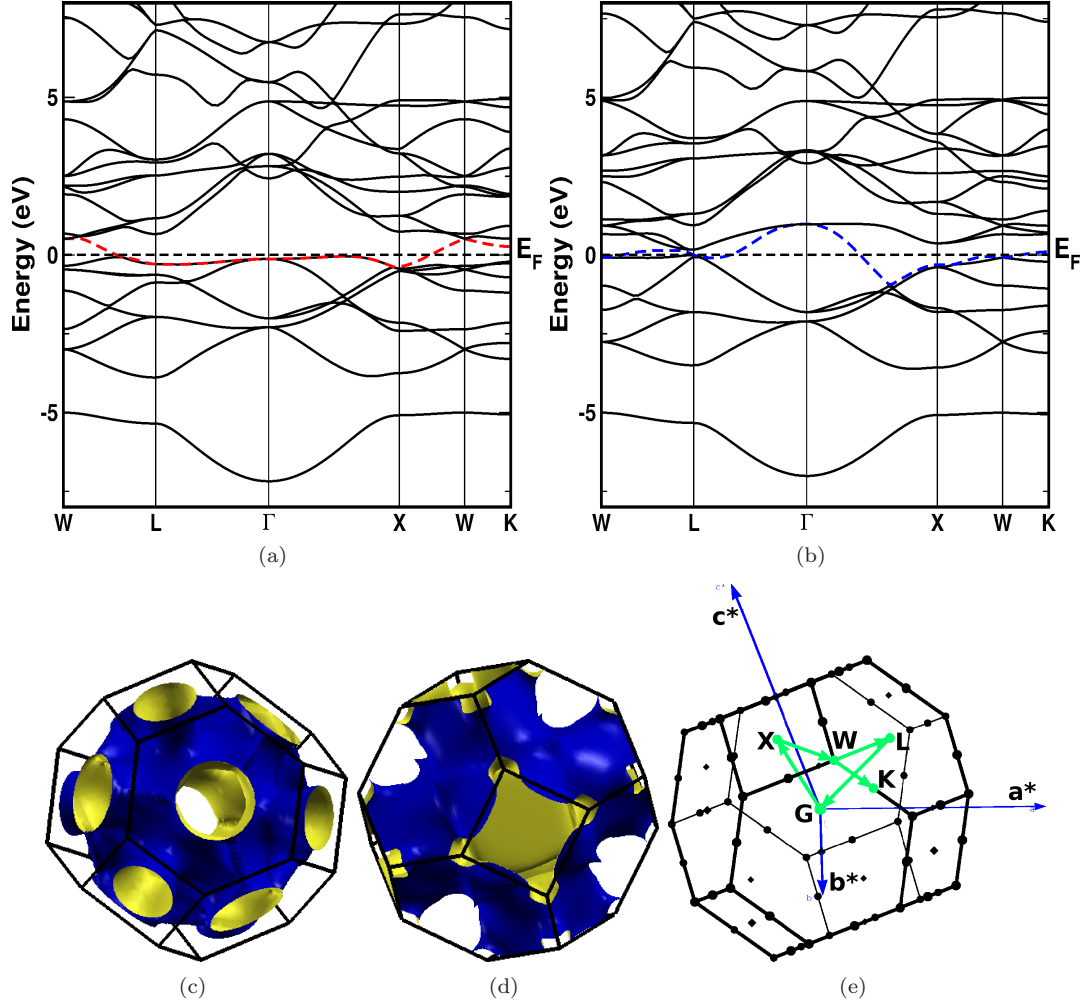 Energy (eV)
5
0
-5
E_F
W L Γ X W K
(a)
Energy (eV)
5
0
-5
E_F
W L Γ X W K
(b)
c*
c*
X W L
K
G
a*
b*
b
(c)
(d)
(e)